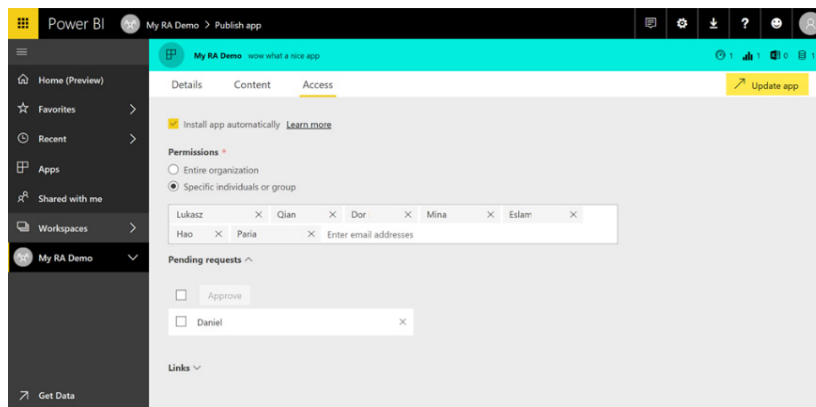 Power BI My RA Demo > Publish app
My RA Demo wow what a nice app 1 1 0 1
Home (Preview)
Details Content Access
Update app
Favorites
Install app automatically Learn more
Recent
Permissions *
Entire organization
Apps
Specific individuals or group
Shared with me
Lukasz Qian Dor Mina Eslam
Workspaces
Hao Paria Enter email addresses
My RA Demo
Pending requests
Approve
Daniel
Links
Get Data